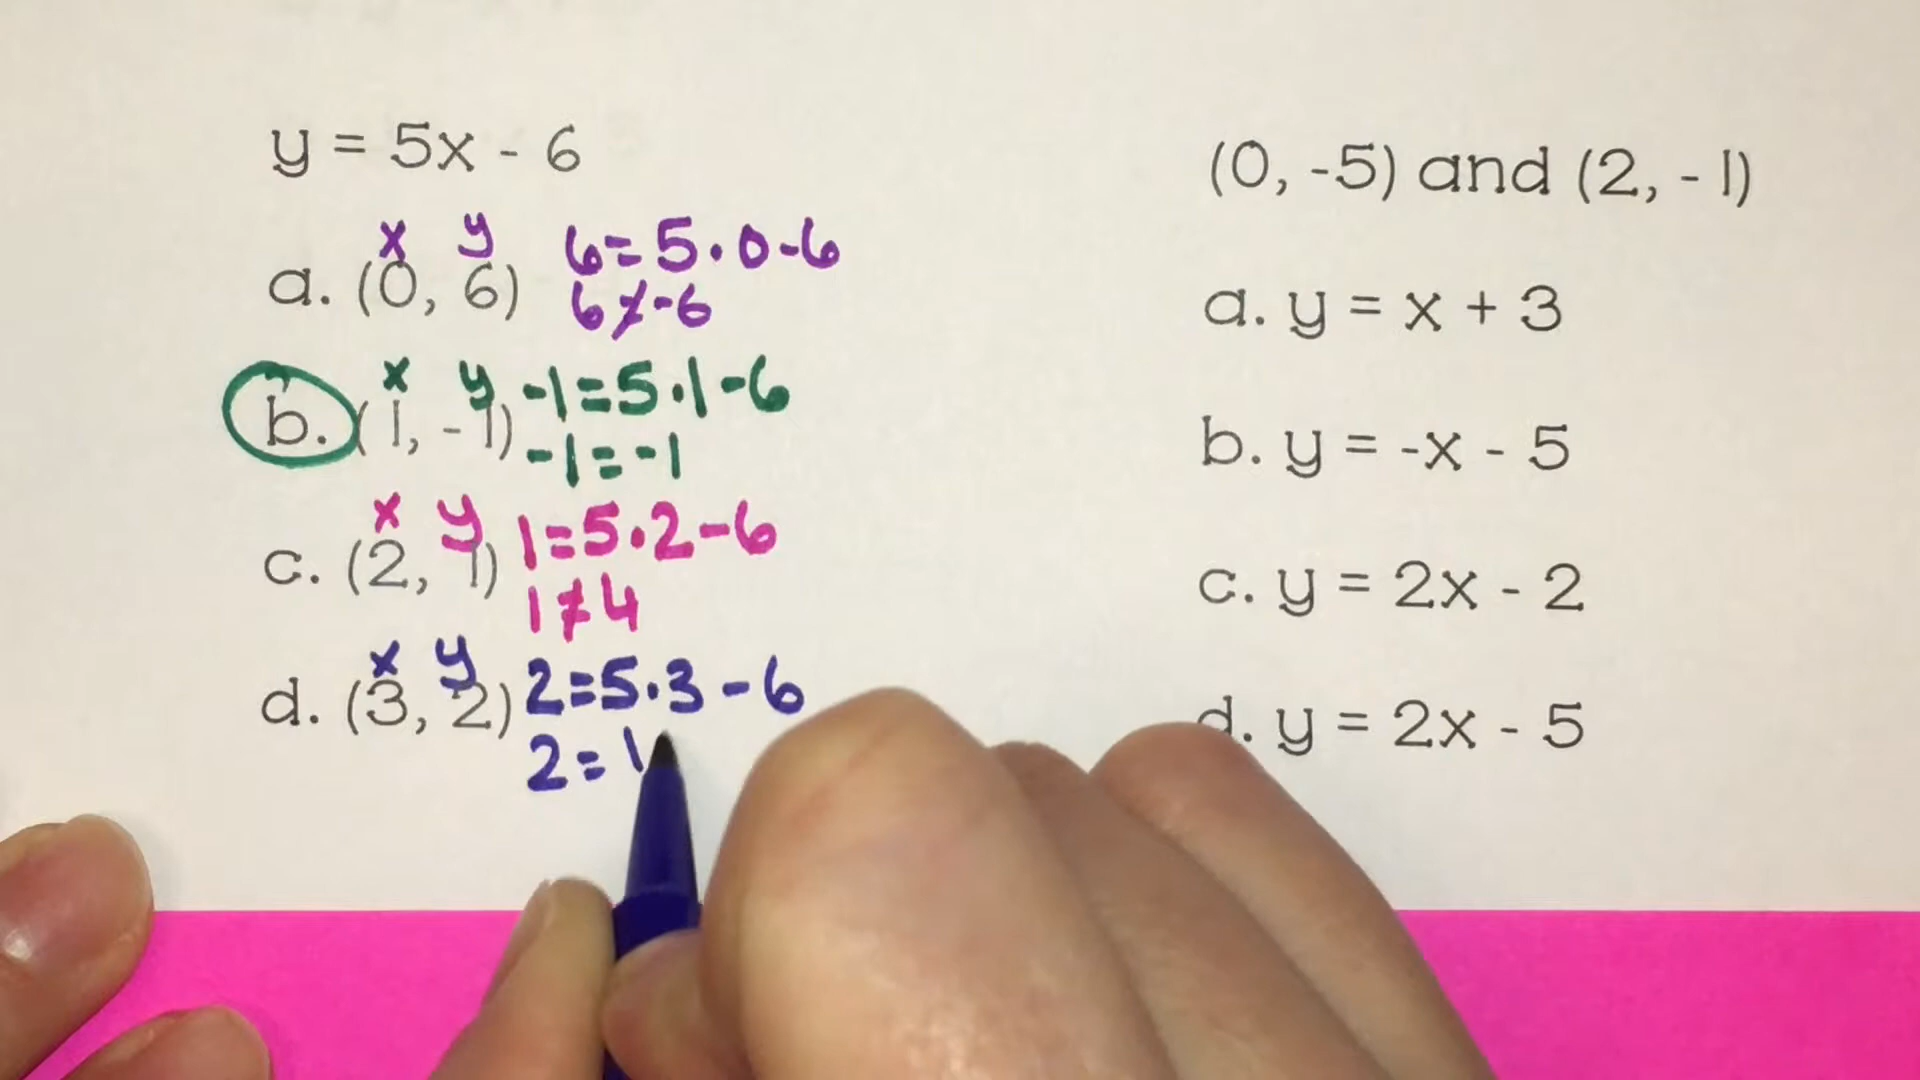 y = 5x - 6
x y
a. (0, 6) 6=5·0-6
6≠-6
x y
b. (1, -1) -1=5·1-6
-1=-1
x y
c. (2, 1) 1=5·2-6
1≠4
x y
d. (3, 2) 2=5·3-6
2=1
(0, -5) and (2, -1)
a. y = x + 3
b. y = -x - 5
c. y = 2x - 2
d. y = 2x - 5